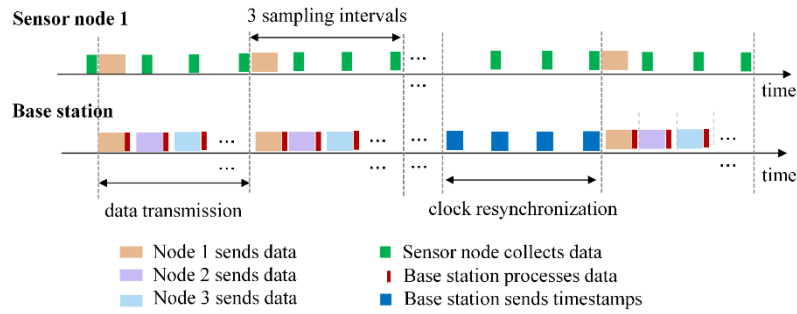 Sensor node 1
3 sampling intervals
...
...
time
Base station
... ... ... ...
... ... ... ...
time
data transmission
clock resynchronization
Node 1 sends data
Sensor node collects data
Node 2 sends data
Base station processes data
Node 3 sends data
Base station sends timestamps